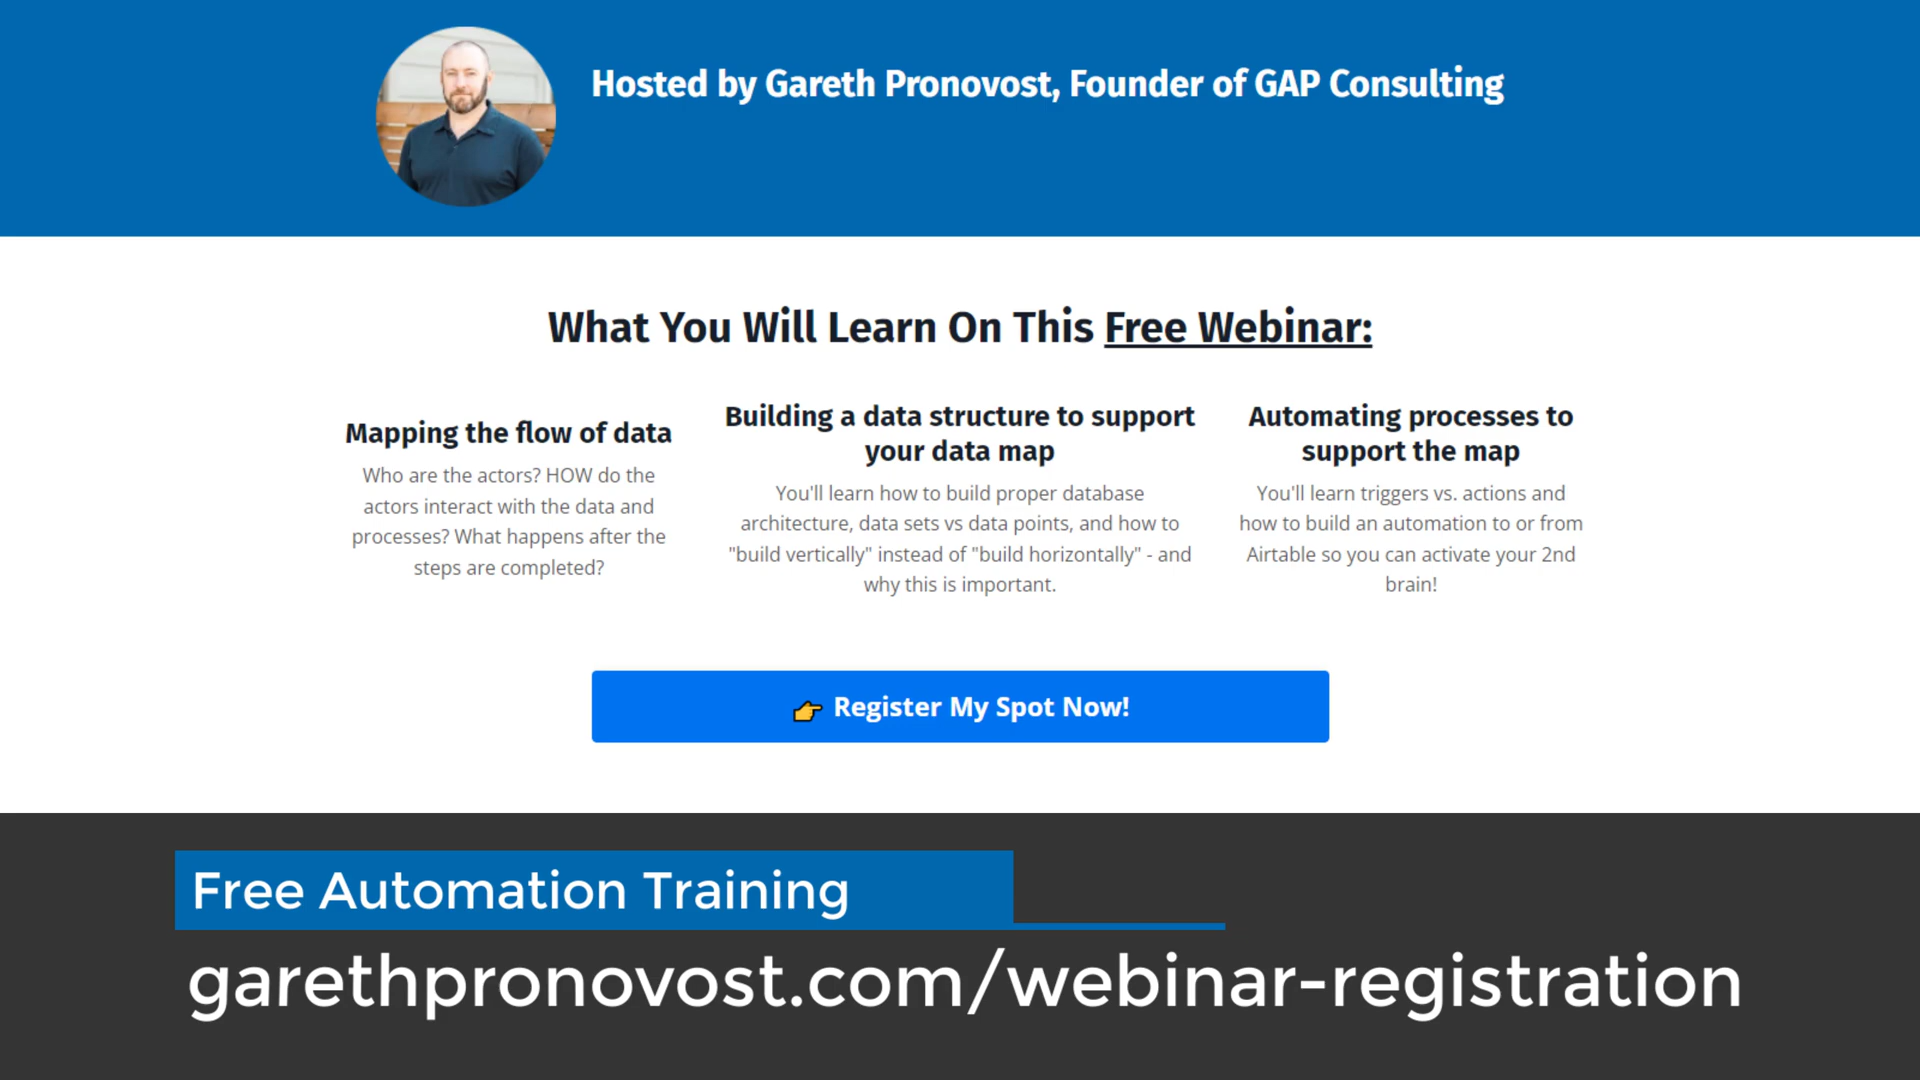 Hosted by Gareth Pronovost, Founder of GAP Consulting
What You Will Learn On This Free Webinar:
Mapping the flow of data
Who are the actors? HOW do the
actors interact with the data and
processes? What happens after the
steps are completed?
Building a data structure to support
your data map
You'll learn how to build proper database
architecture, data sets vs data points, and how to
"build vertically" instead of "build horizontally" - and
why this is important.
Automating processes to
support the map
You'll learn triggers vs. actions and
how to build an automation to or from
Airtable so you can activate your 2nd
brain!
👉 Register My Spot Now!
Free Automation Training
garethpronovost.com/webinar-registration